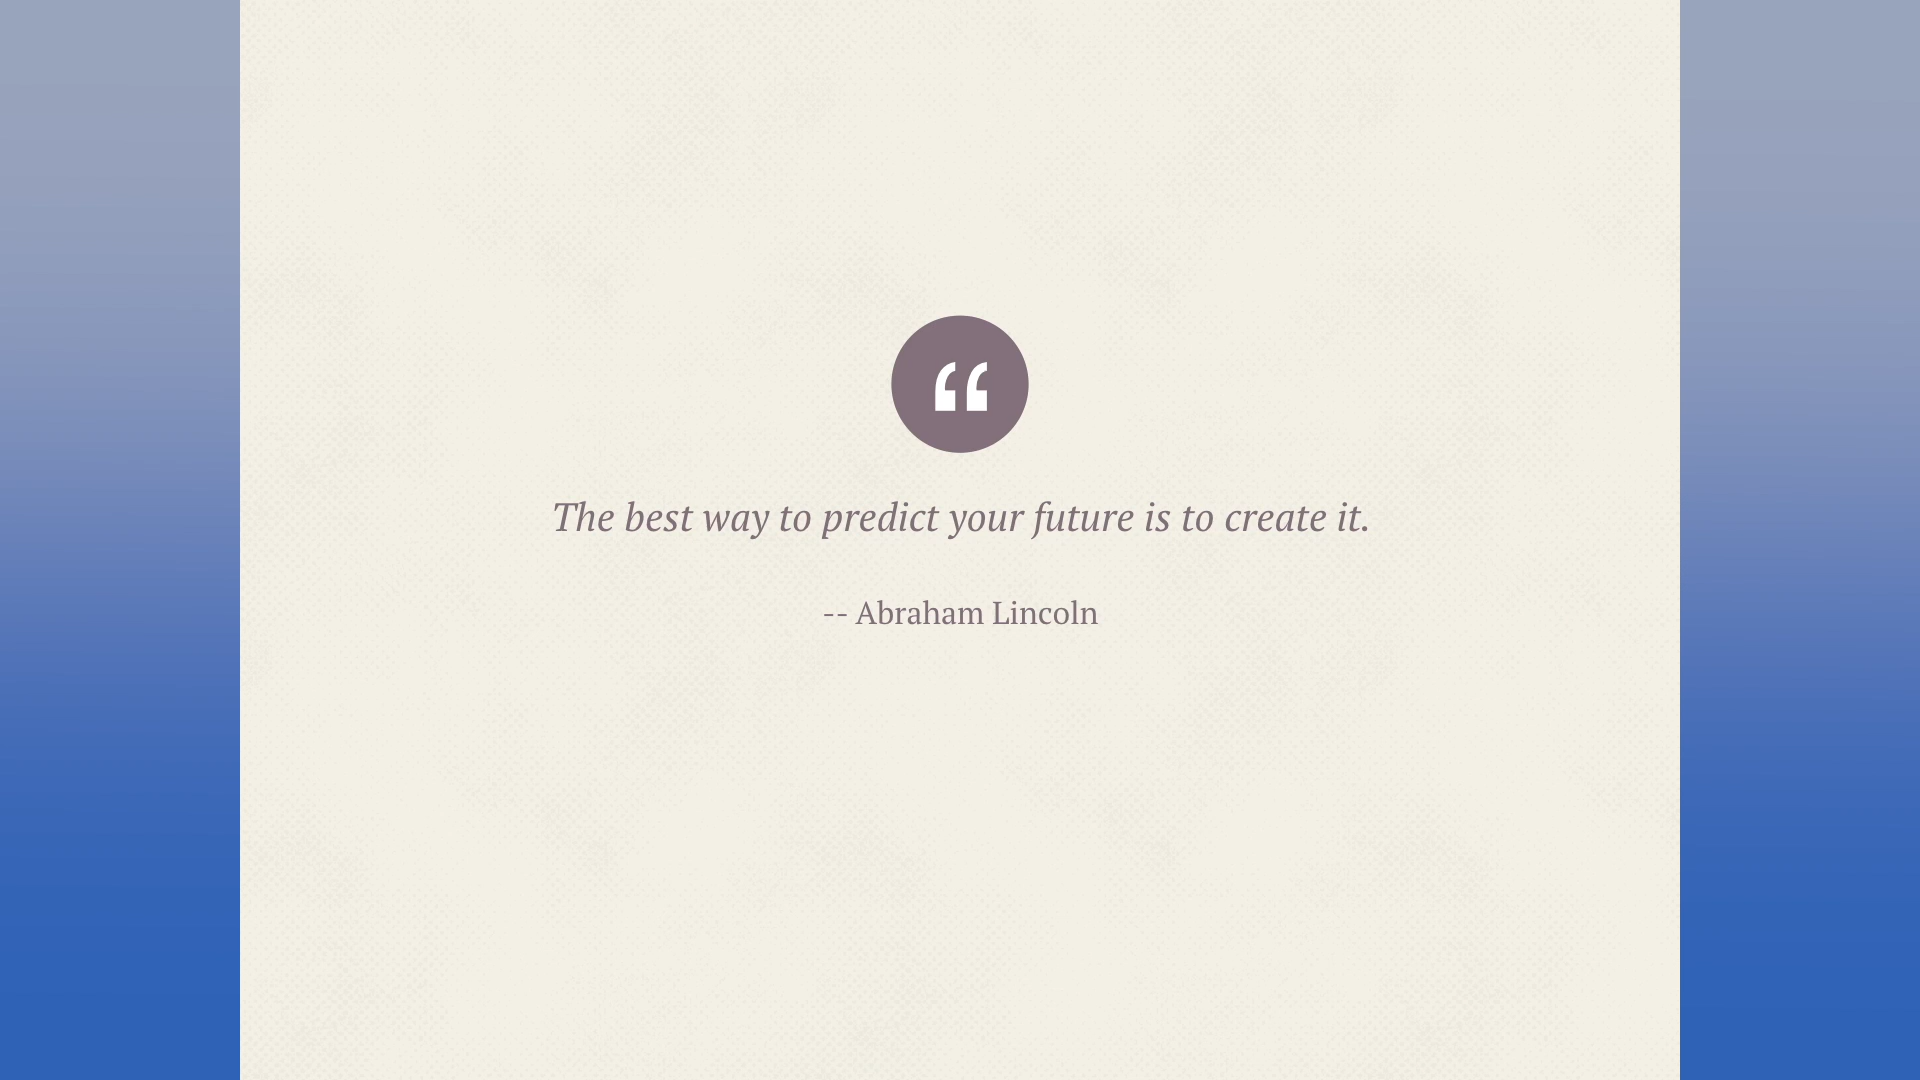 “
The best way to predict your future is to create it.
-- Abraham Lincoln